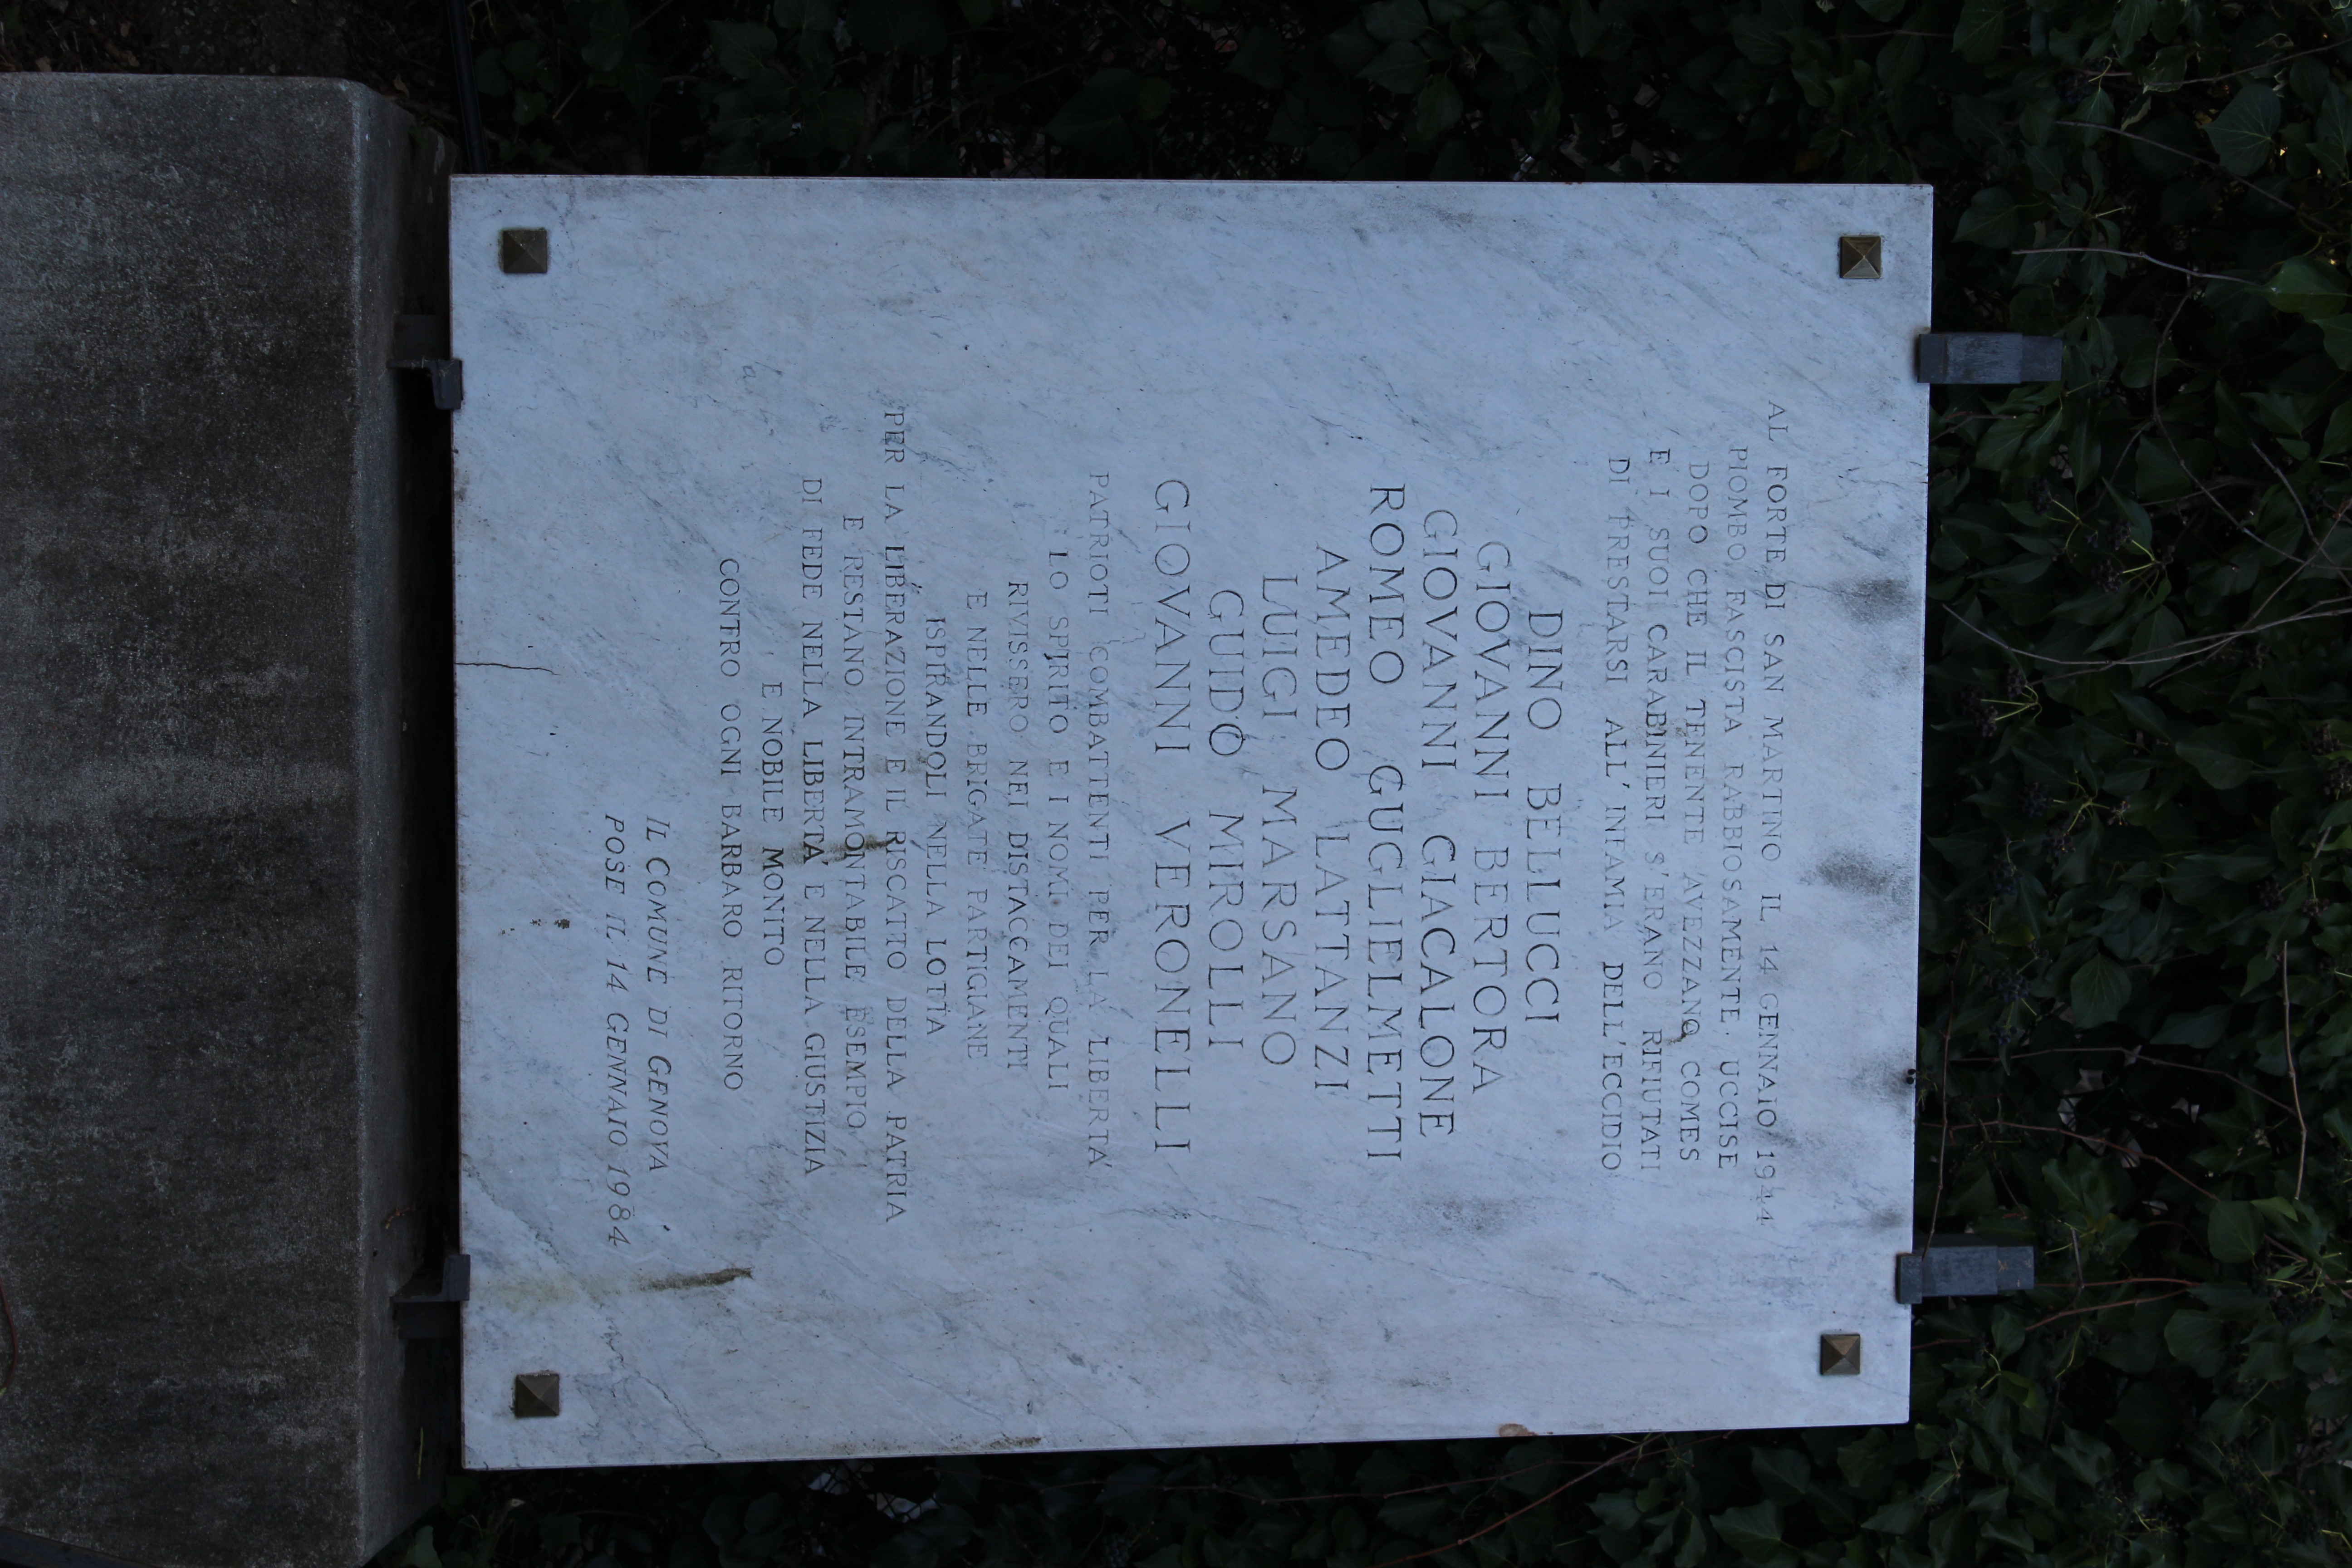 AL FORTE DI SAN MARTINO IL 14 GENNAIO 1944
PIOMBO FASCISTA RABBIOSAMENTE UCCISE
DOPO CHE IL TENENTE AVEZZANO COMES
E I SUOI CARABINIERI S'ERANO RIFIUTATI
DI PRESTARSI ALL'INFAMIA DELL'ECCIDIO
DINO BELLUCCI
GIOVANNI BERTORA
GIOVANNI GIACALONE
ROMEO GUGLIELMETTI
AMEDEO LATTANZI
LUIGI MARSANO
GUIDO MIROLLI
GIOVANNI VERONELLI
PATRIOTI COMBATTENTI PER LA LIBERTA'
LO SPIRITO E I NOMI DEI QUALI
RIVISSERO NEI DISTACCAMENTI
E NELLE BRIGATE PARTIGIANE
ISPIRANDOLI NELLA LOTTA
PER LA LIBERAZIONE E IL RISCATTO DELLA PATRIA
E RESTANO INTRAMONTABILE ESEMPIO
DI FEDE NELLA LIBERTA E NELLA GIUSTIZIA
E NOBILE MONITO
CONTRO OGNI BARBARO RITORNO
IL COMUNE DI GENOVA
POSE IL 14 GENNAIO 1984